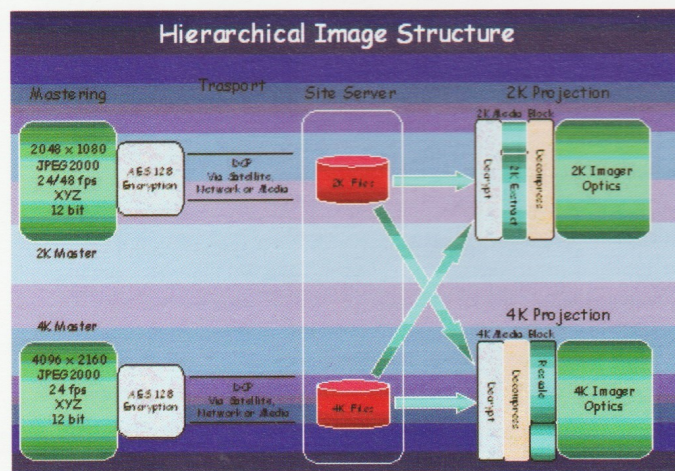 Hierarchical Image Structure
Mastering
Trasport
Site Server
2K Projection
2K Media Block
2048 x 1080
JPEG2000
24/48 fps
XYZ
12 bit
AES 128
Encryption
DCP
Via Satellite,
Network or Media
2K Files
Decrypt
2K Extract
Decompress
2K Imager
Optics
2K Master
4K Master
4K Projection
4K Media Block
4096 x 2160
JPEG2000
24 fps
XYZ
12 bit
AES 128
Encryption
DCP
Via Satellite,
Network or Media
4K Files
Decrypt
Decompress
Rescale
4K Imager
Optics